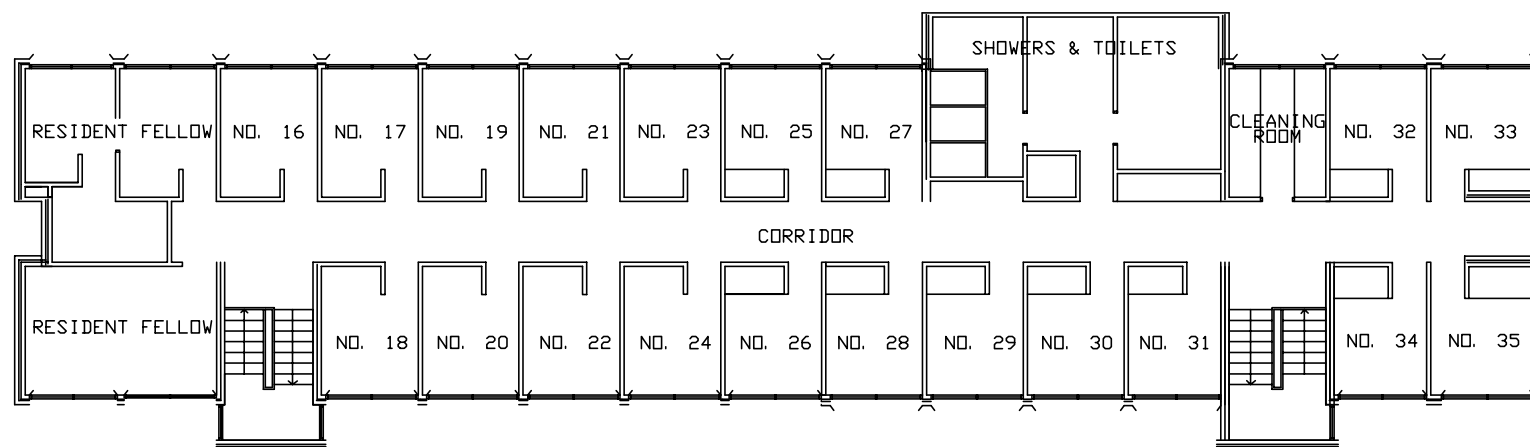 SHOWERS & TOILETS
RESIDENT FELLOW
NO. 16
NO. 17
NO. 19
NO. 21
NO. 23
NO. 25
NO. 27
CLEANING
ROOM
NO. 32
NO. 33
CORRIDOR
RESIDENT FELLOW
NO. 18
NO. 20
NO. 22
NO. 24
NO. 26
NO. 28
NO. 29
NO. 30
NO. 31
NO. 34
NO. 35